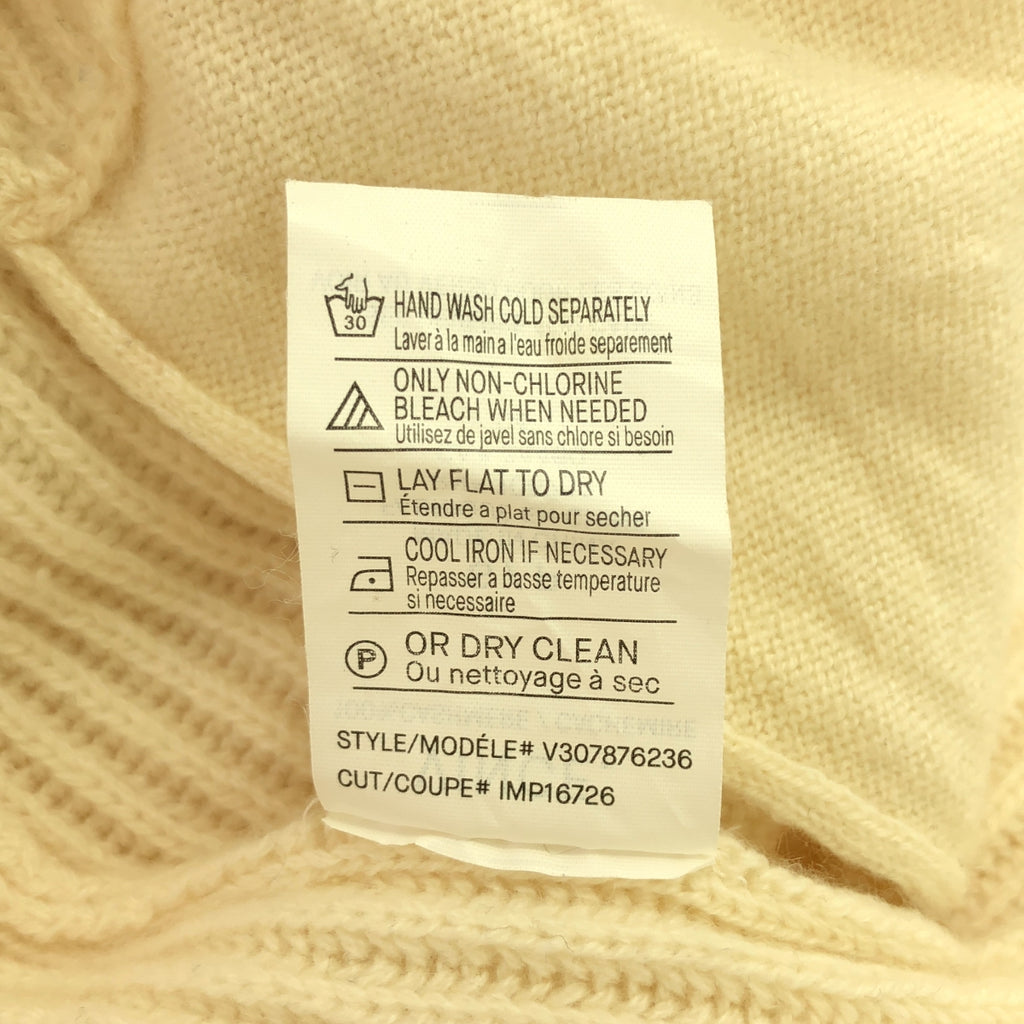 30
HAND WASH COLD SEPARATELY
Laver à la main a l'eau froide separement
ONLY NON-CHLORINE
BLEACH WHEN NEEDED
Utilisez de javel sans chlore si besoin
LAY FLAT TO DRY
Étendre a plat pour secher
COOL IRON IF NECESSARY
Repasser a basse temperature
si necessaire
P
OR DRY CLEAN
Ou nettoyage à sec
STYLE/MODÉLE# V307876236
CUT/COUPE# IMP16726